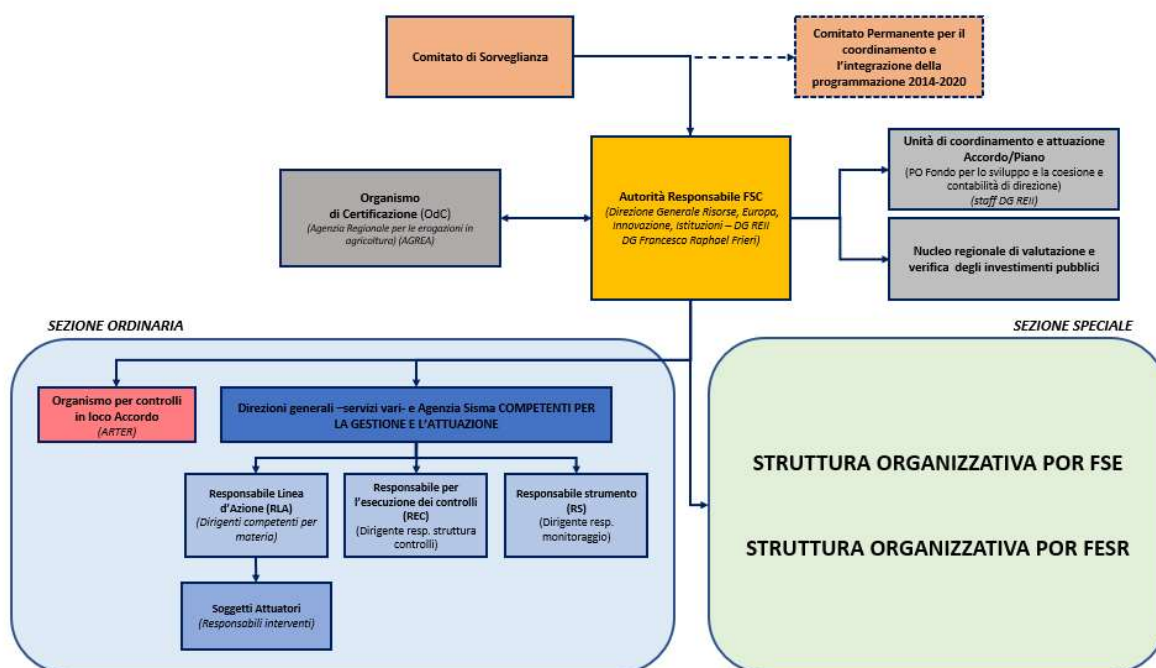 Comitato di Sorveglianza
Comitato Permanente per il
coordinamento e
l'integrazione della
programmazione 2014-2020
Organismo
di Certificazione (OdC)
(Agenzia Regionale per le erogazioni in
agricoltura) (AGREA)
Autorità Responsabile FSC
(Direzione Generale Risorse, Europa,
Innovazione, Istituzioni – DG REII
DG Francesco Raphael Frieri)
Unità di coordinamento e attuazione
Accordo/Piano
(PO Fondo per lo sviluppo e la coesione e
contabilità di direzione)
(staff DG REII)
Nucleo regionale di valutazione e
verifica degli investimenti pubblici
SEZIONE ORDINARIA
SEZIONE SPECIALE
Organismo per controlli
in loco Accordo
(ARTER)
Direzioni generali –servizi vari- e Agenzia Sisma COMPETENTI PER
LA GESTIONE E L'ATTUAZIONE
Responsabile Linea
d'Azione (RLA)
(Dirigenti competenti per
materia)
Responsabile per
l'esecuzione dei controlli
(REC)
(Dirigente resp. struttura
controlli)
Responsabile strumento
(RS)
(Dirigente resp.
monitoraggio)
Soggetti Attuatori
(Responsabili interventi)
STRUTTURA ORGANIZZATIVA POR FSE
STRUTTURA ORGANIZZATIVA POR FESR